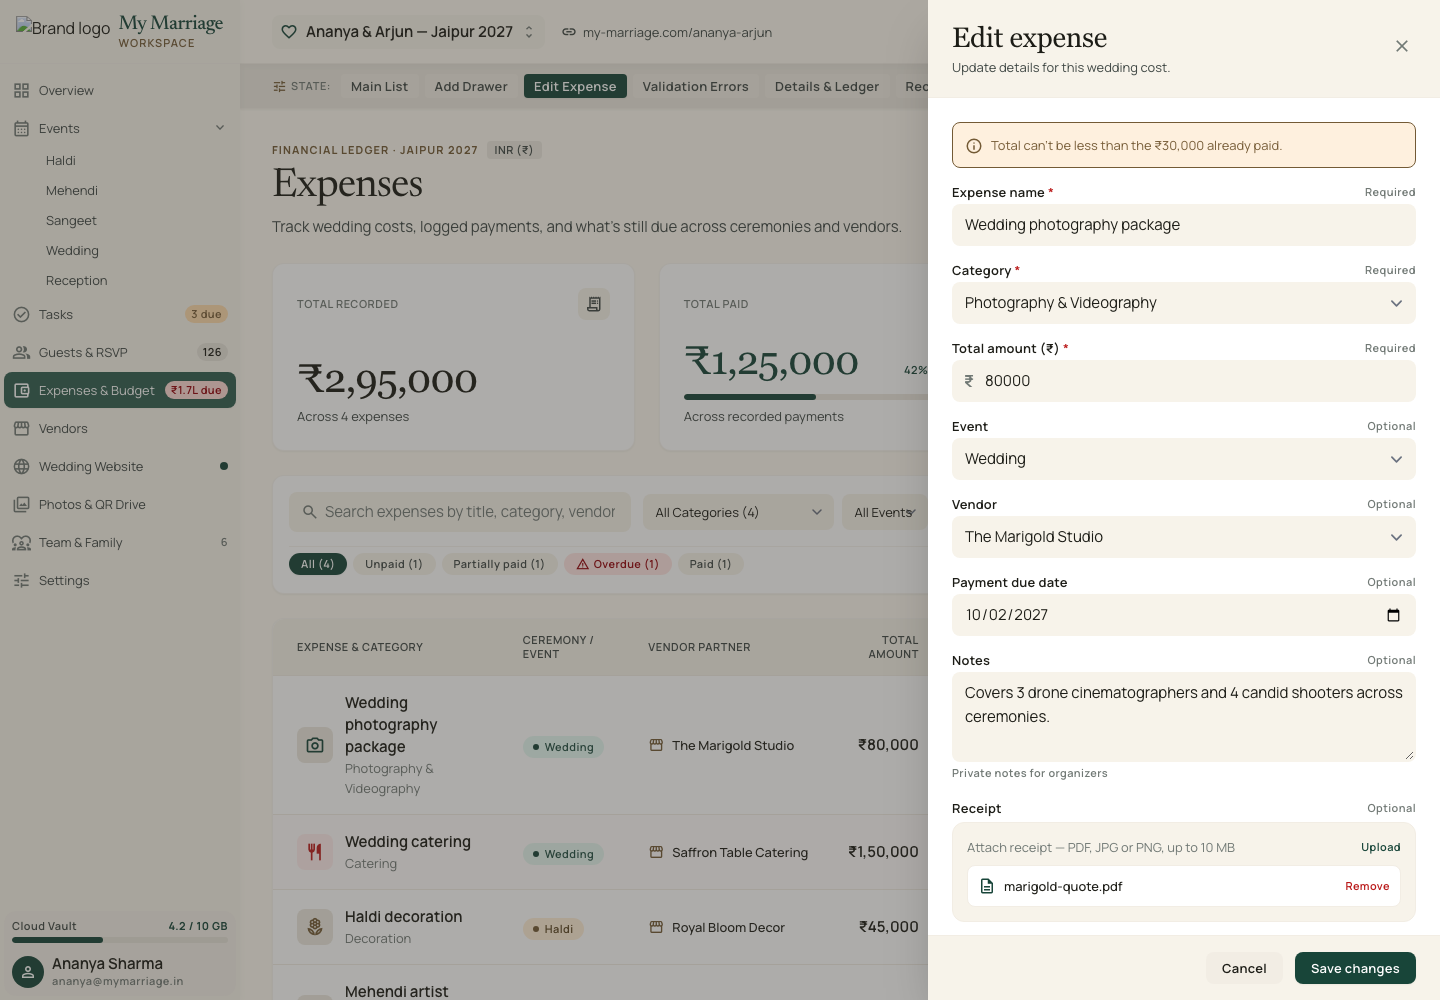 Brand logo
My Marriage
WORKSPACE
Overview
Events
Haldi
Mehendi
Sangeet
Wedding
Reception
Tasks
3 due
Guests & RSVP
126
Expenses & Budget
₹1.7L due
Vendors
Wedding Website
Photos & QR Drive
Team & Family
6
Settings
Cloud Vault
4.2 / 10 GB
Ananya Sharma
ananya@mymarriage.in
Ananya & Arjun — Jaipur 2027
my-marriage.com/ananya-arjun
STATE:
Main List
Add Drawer
Edit Expense
Validation Errors
Details & Ledger
FINANCIAL LEDGER · JAIPUR 2027
INR (₹)
Expenses
Track wedding costs, logged payments, and what's still due across ceremonies and vendors.
TOTAL RECORDED
₹2,95,000
Across 4 expenses
TOTAL PAID
₹1,25,000
42%
Across recorded payments
Search expenses by title, category, vendor
All Categories (4)
All Events
All (4)
Unpaid (1)
Partially paid (1)
Overdue (1)
Paid (1)
EXPENSE & CATEGORY
CEREMONY /
EVENT
VENDOR PARTNER
TOTAL
AMOUNT
Wedding
photography
package
Photography &
Videography
Wedding
The Marigold Studio
₹80,000
Wedding catering
Catering
Wedding
Saffron Table Catering
₹1,50,000
Haldi decoration
Decoration
Haldi
Royal Bloom Decor
₹45,000
Mehendi artist
Edit expense
Update details for this wedding cost.
Total can't be less than the ₹30,000 already paid.
Expense name *
Required
Wedding photography package
Category *
Required
Photography & Videography
Total amount (₹) *
Required
₹ 80000
Event
Optional
Wedding
Vendor
Optional
The Marigold Studio
Payment due date
Optional
10/02/2027
Notes
Optional
Covers 3 drone cinematographers and 4 candid shooters across
ceremonies.
Private notes for organizers
Receipt
Optional
Attach receipt — PDF, JPG or PNG, up to 10 MB
Upload
marigold-quote.pdf
Remove
Cancel
Save changes